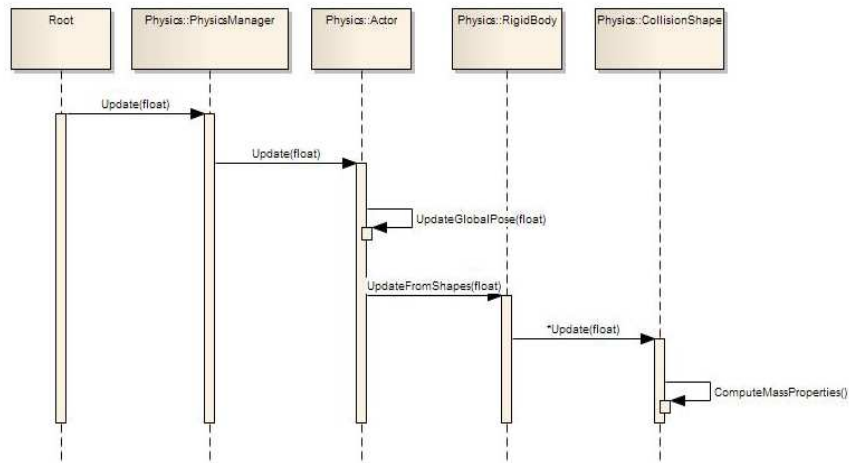 Root
Physics::PhysicsManager
Physics::Actor
Physics::RigidBody
Physics::CollisionShape
Update(float)
Update(float)
UpdateGlobalPose(float)
UpdateFromShapes(float)
*Update(float)
ComputeMassProperties()